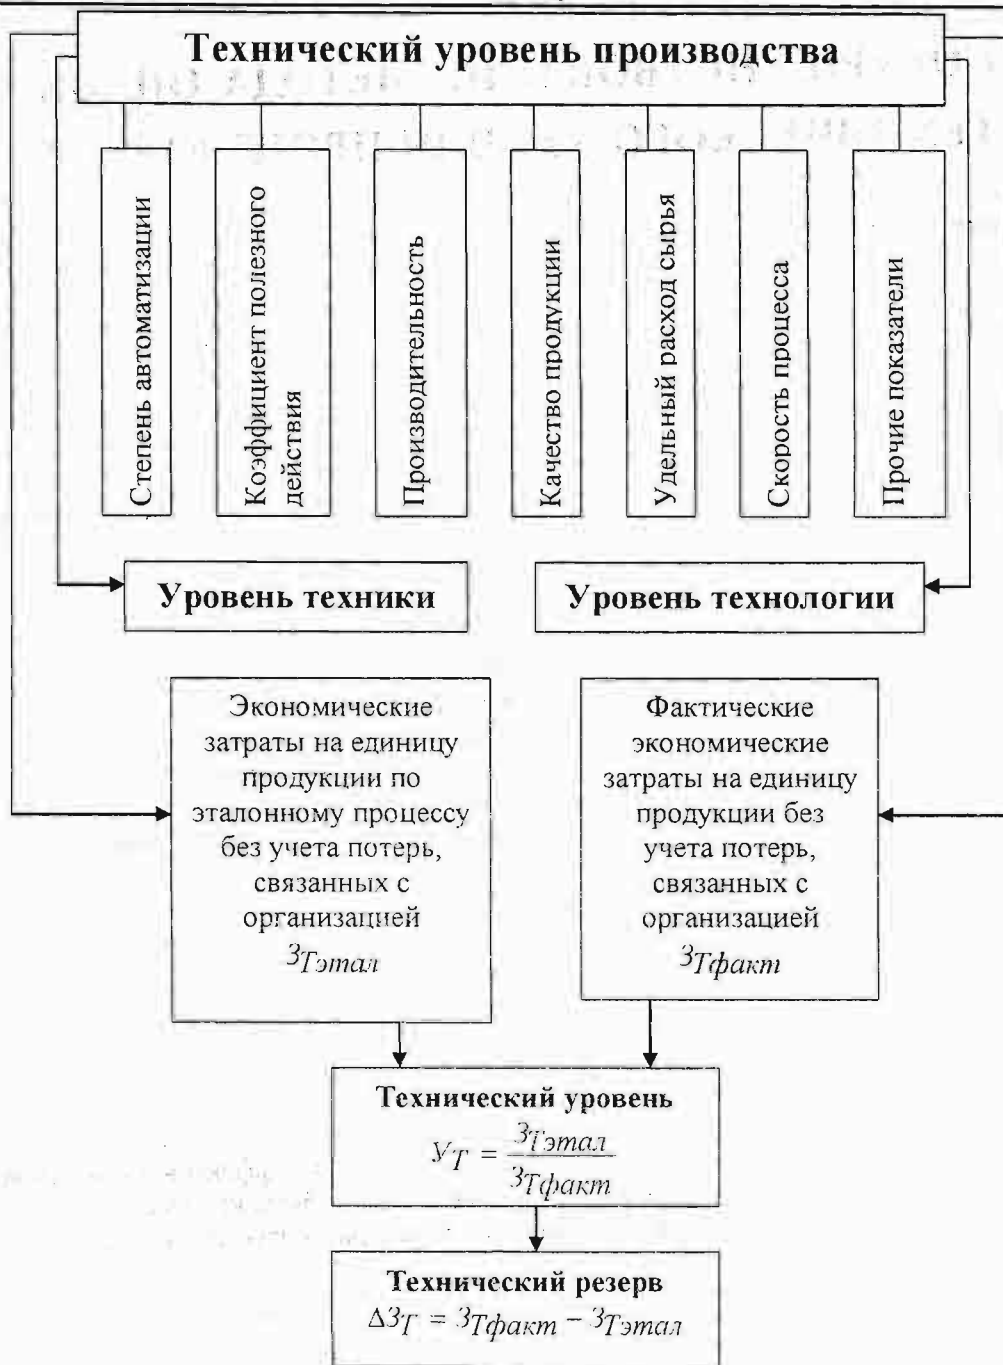 Технический уровень производства
Степень автоматизации
Коэффициент полезного
действия
Производительность
Качество продукции
Удельный расход сырья
Скорость процесса
Прочие показатели
Уровень техники
Уровень технологии
Экономические
затраты на единицу
продукции по
эталонному процессу
без учета потерь,
связанных с
организацией
ЗТэтал
Фактические
экономические
затраты на единицу
продукции без
учета потерь,
связанных с
организацией
ЗТфакт
Технический уровень
УТ = ЗТэтал / ЗТфакт
Технический резерв
ΔЗТ = ЗТфакт − ЗТэтал